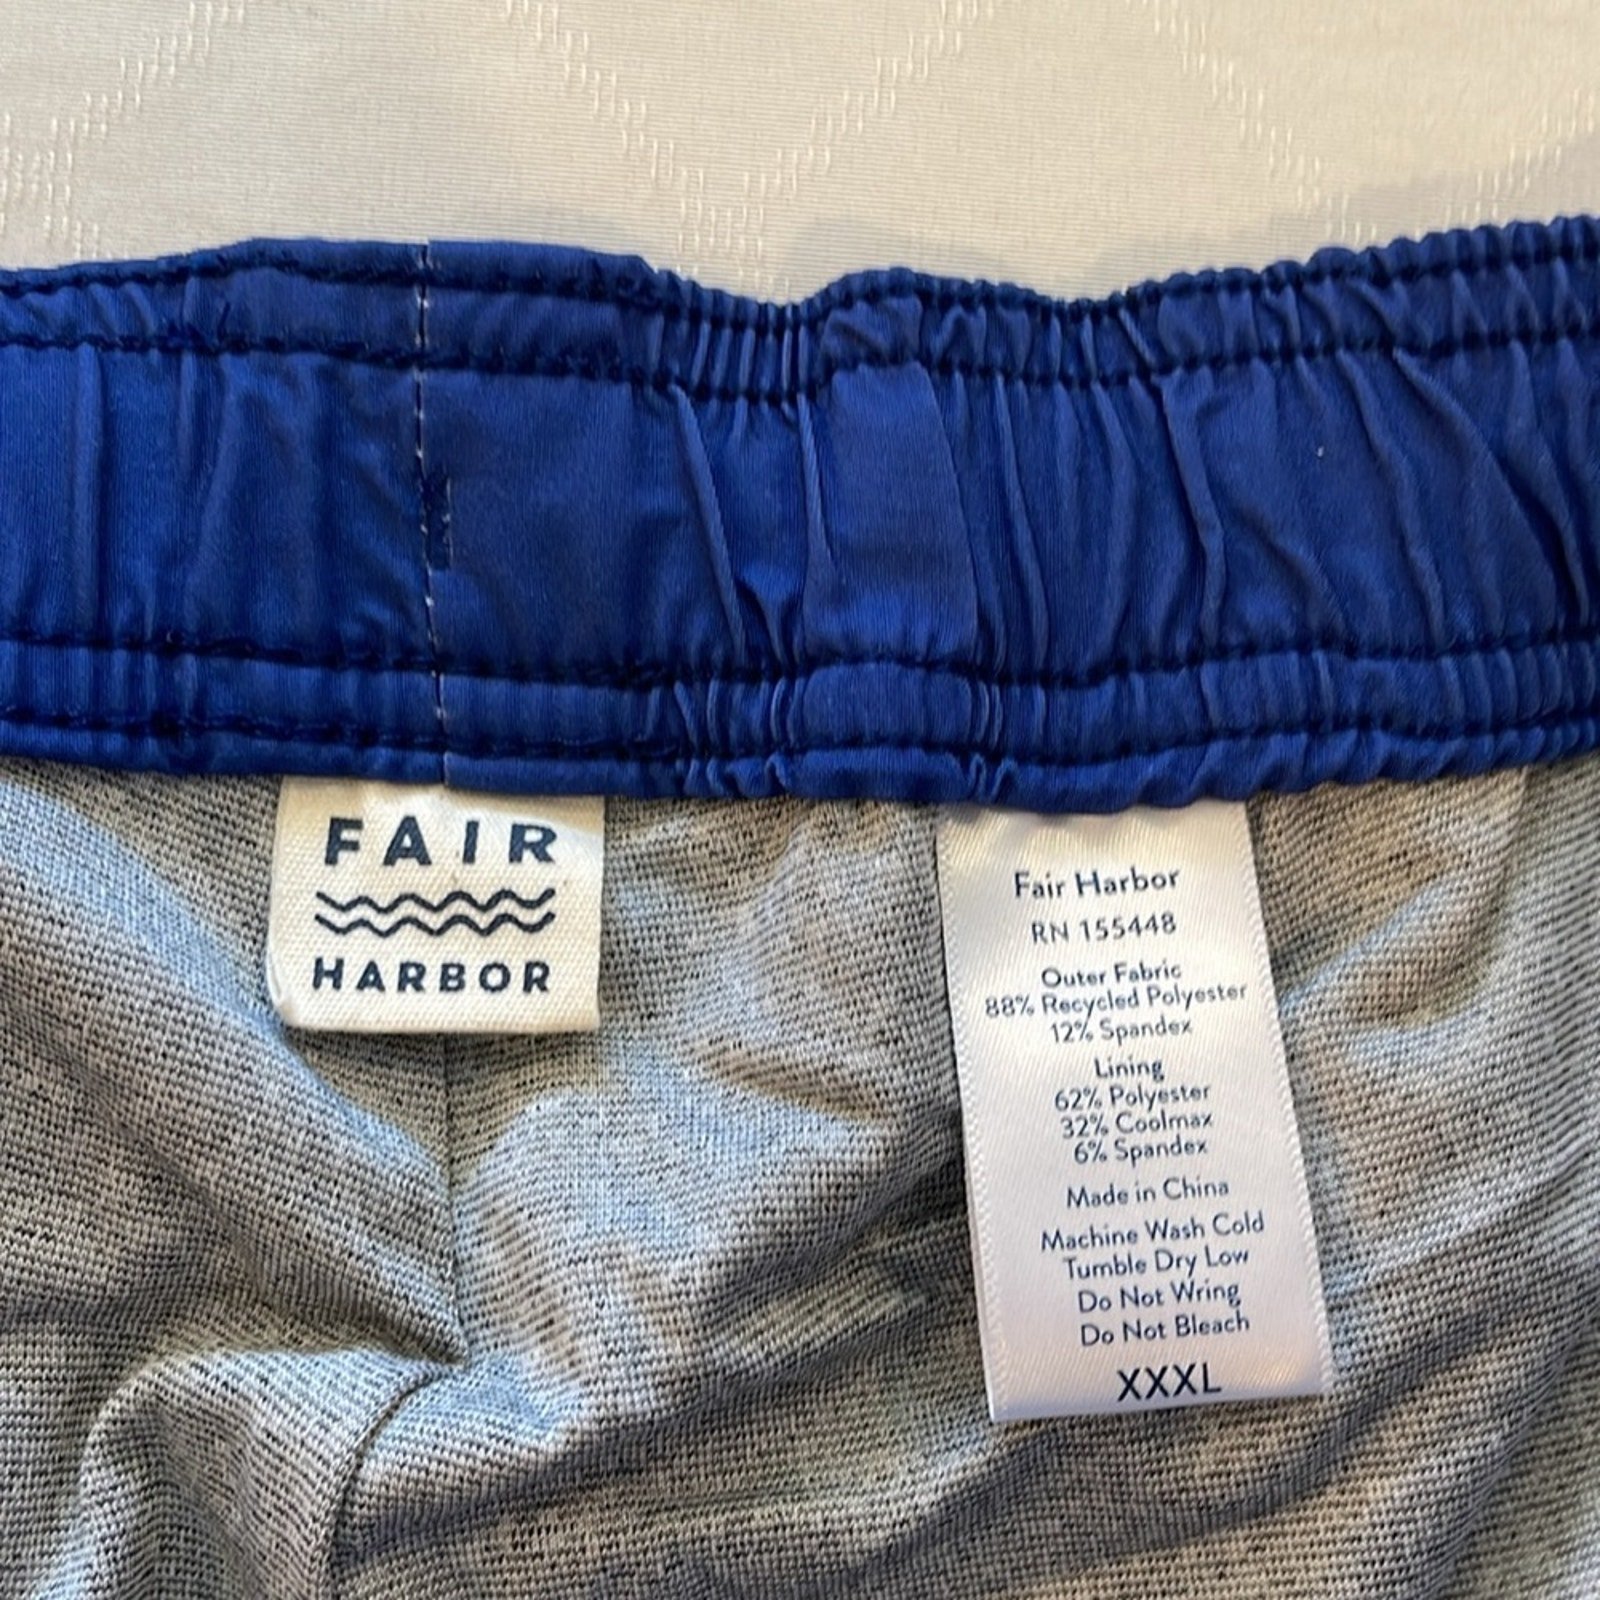 FAIR
HARBOR
Fair Harbor
RN 155448
Outer Fabric
88% Recycled Polyester
12% Spandex
Lining
62% Polyester
32% Coolmax
6% Spandex
Made in China
Machine Wash Cold
Tumble Dry Low
Do Not Wring
Do Not Bleach
XXXL